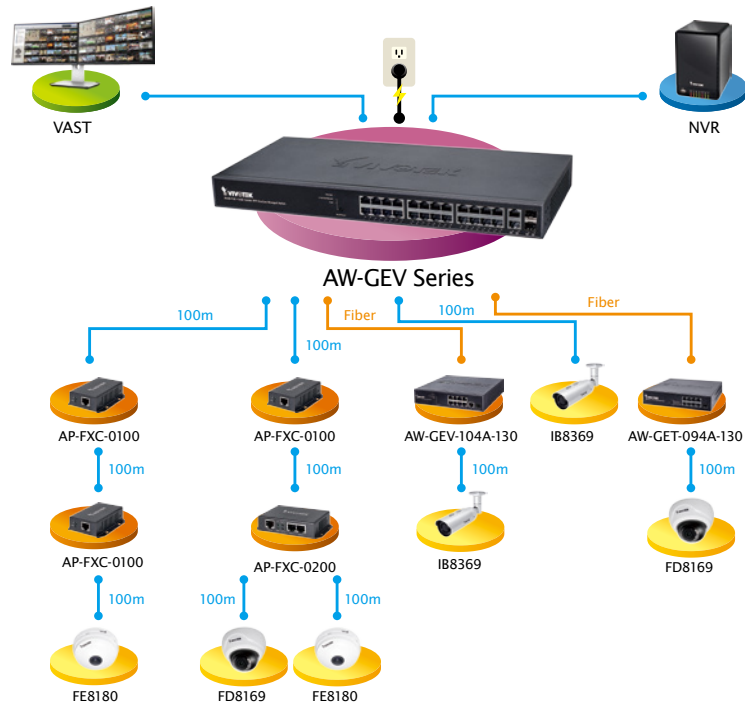 VAST
NVR
VIVOTEK
VIVOTEK
AW-GEV Series
100m
100m
Fiber
100m
Fiber
AP-FXC-0100
AP-FXC-0100
AW-GEV-104A-130
IB8369
AW-GET-094A-130
100m
100m
100m
100m
AP-FXC-0100
AP-FXC-0200
IB8369
FD8169
100m
100m
100m
FE8180
FD8169
FE8180